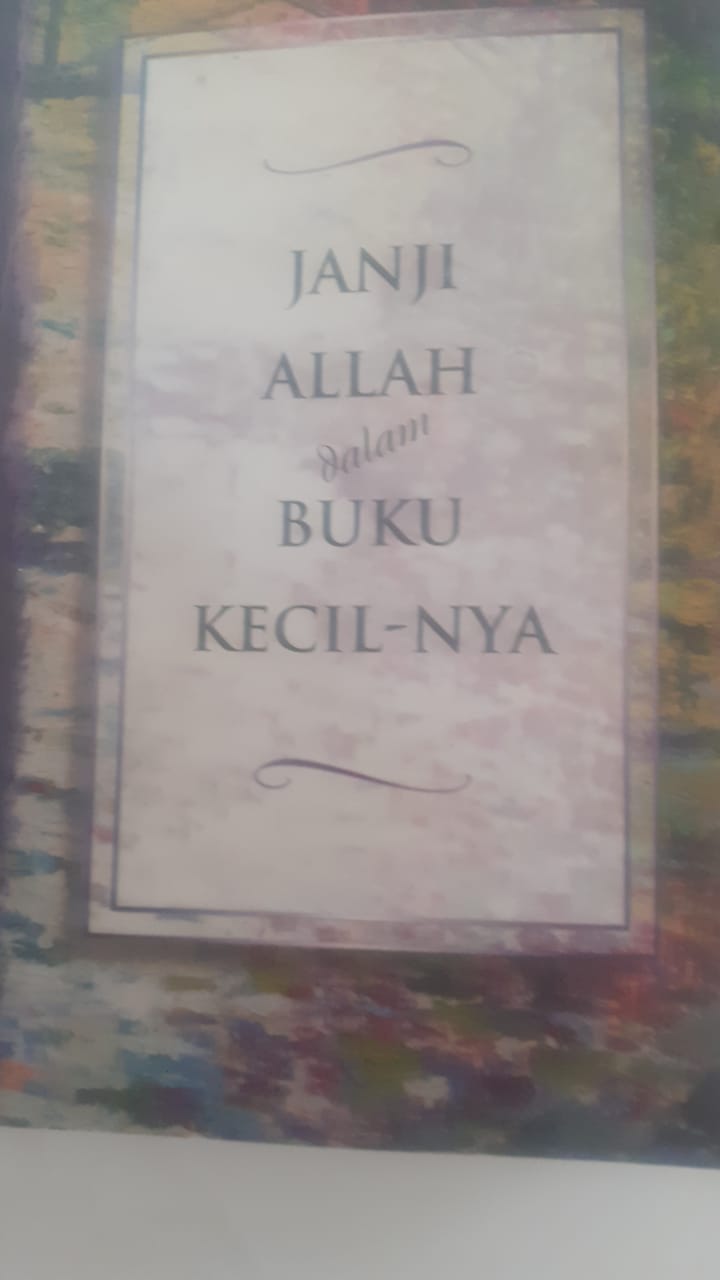 JANJI
ALLAH
dalam
BUKU
KECIL-NYA